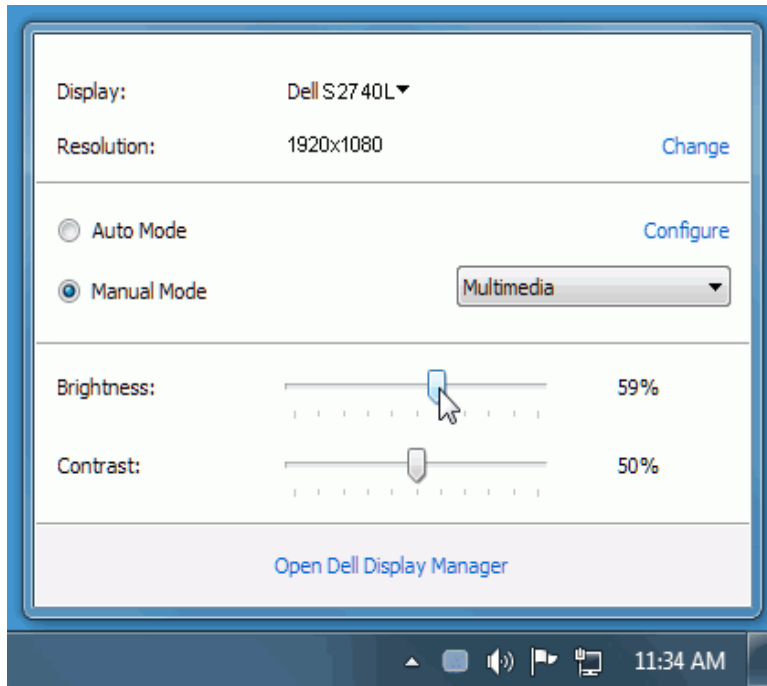 Display: Dell S2740L
Resolution: 1920x1080 Change
Auto Mode Configure
Manual Mode Multimedia
Brightness: 59%
Contrast: 50%
Open Dell Display Manager
11:34 AM